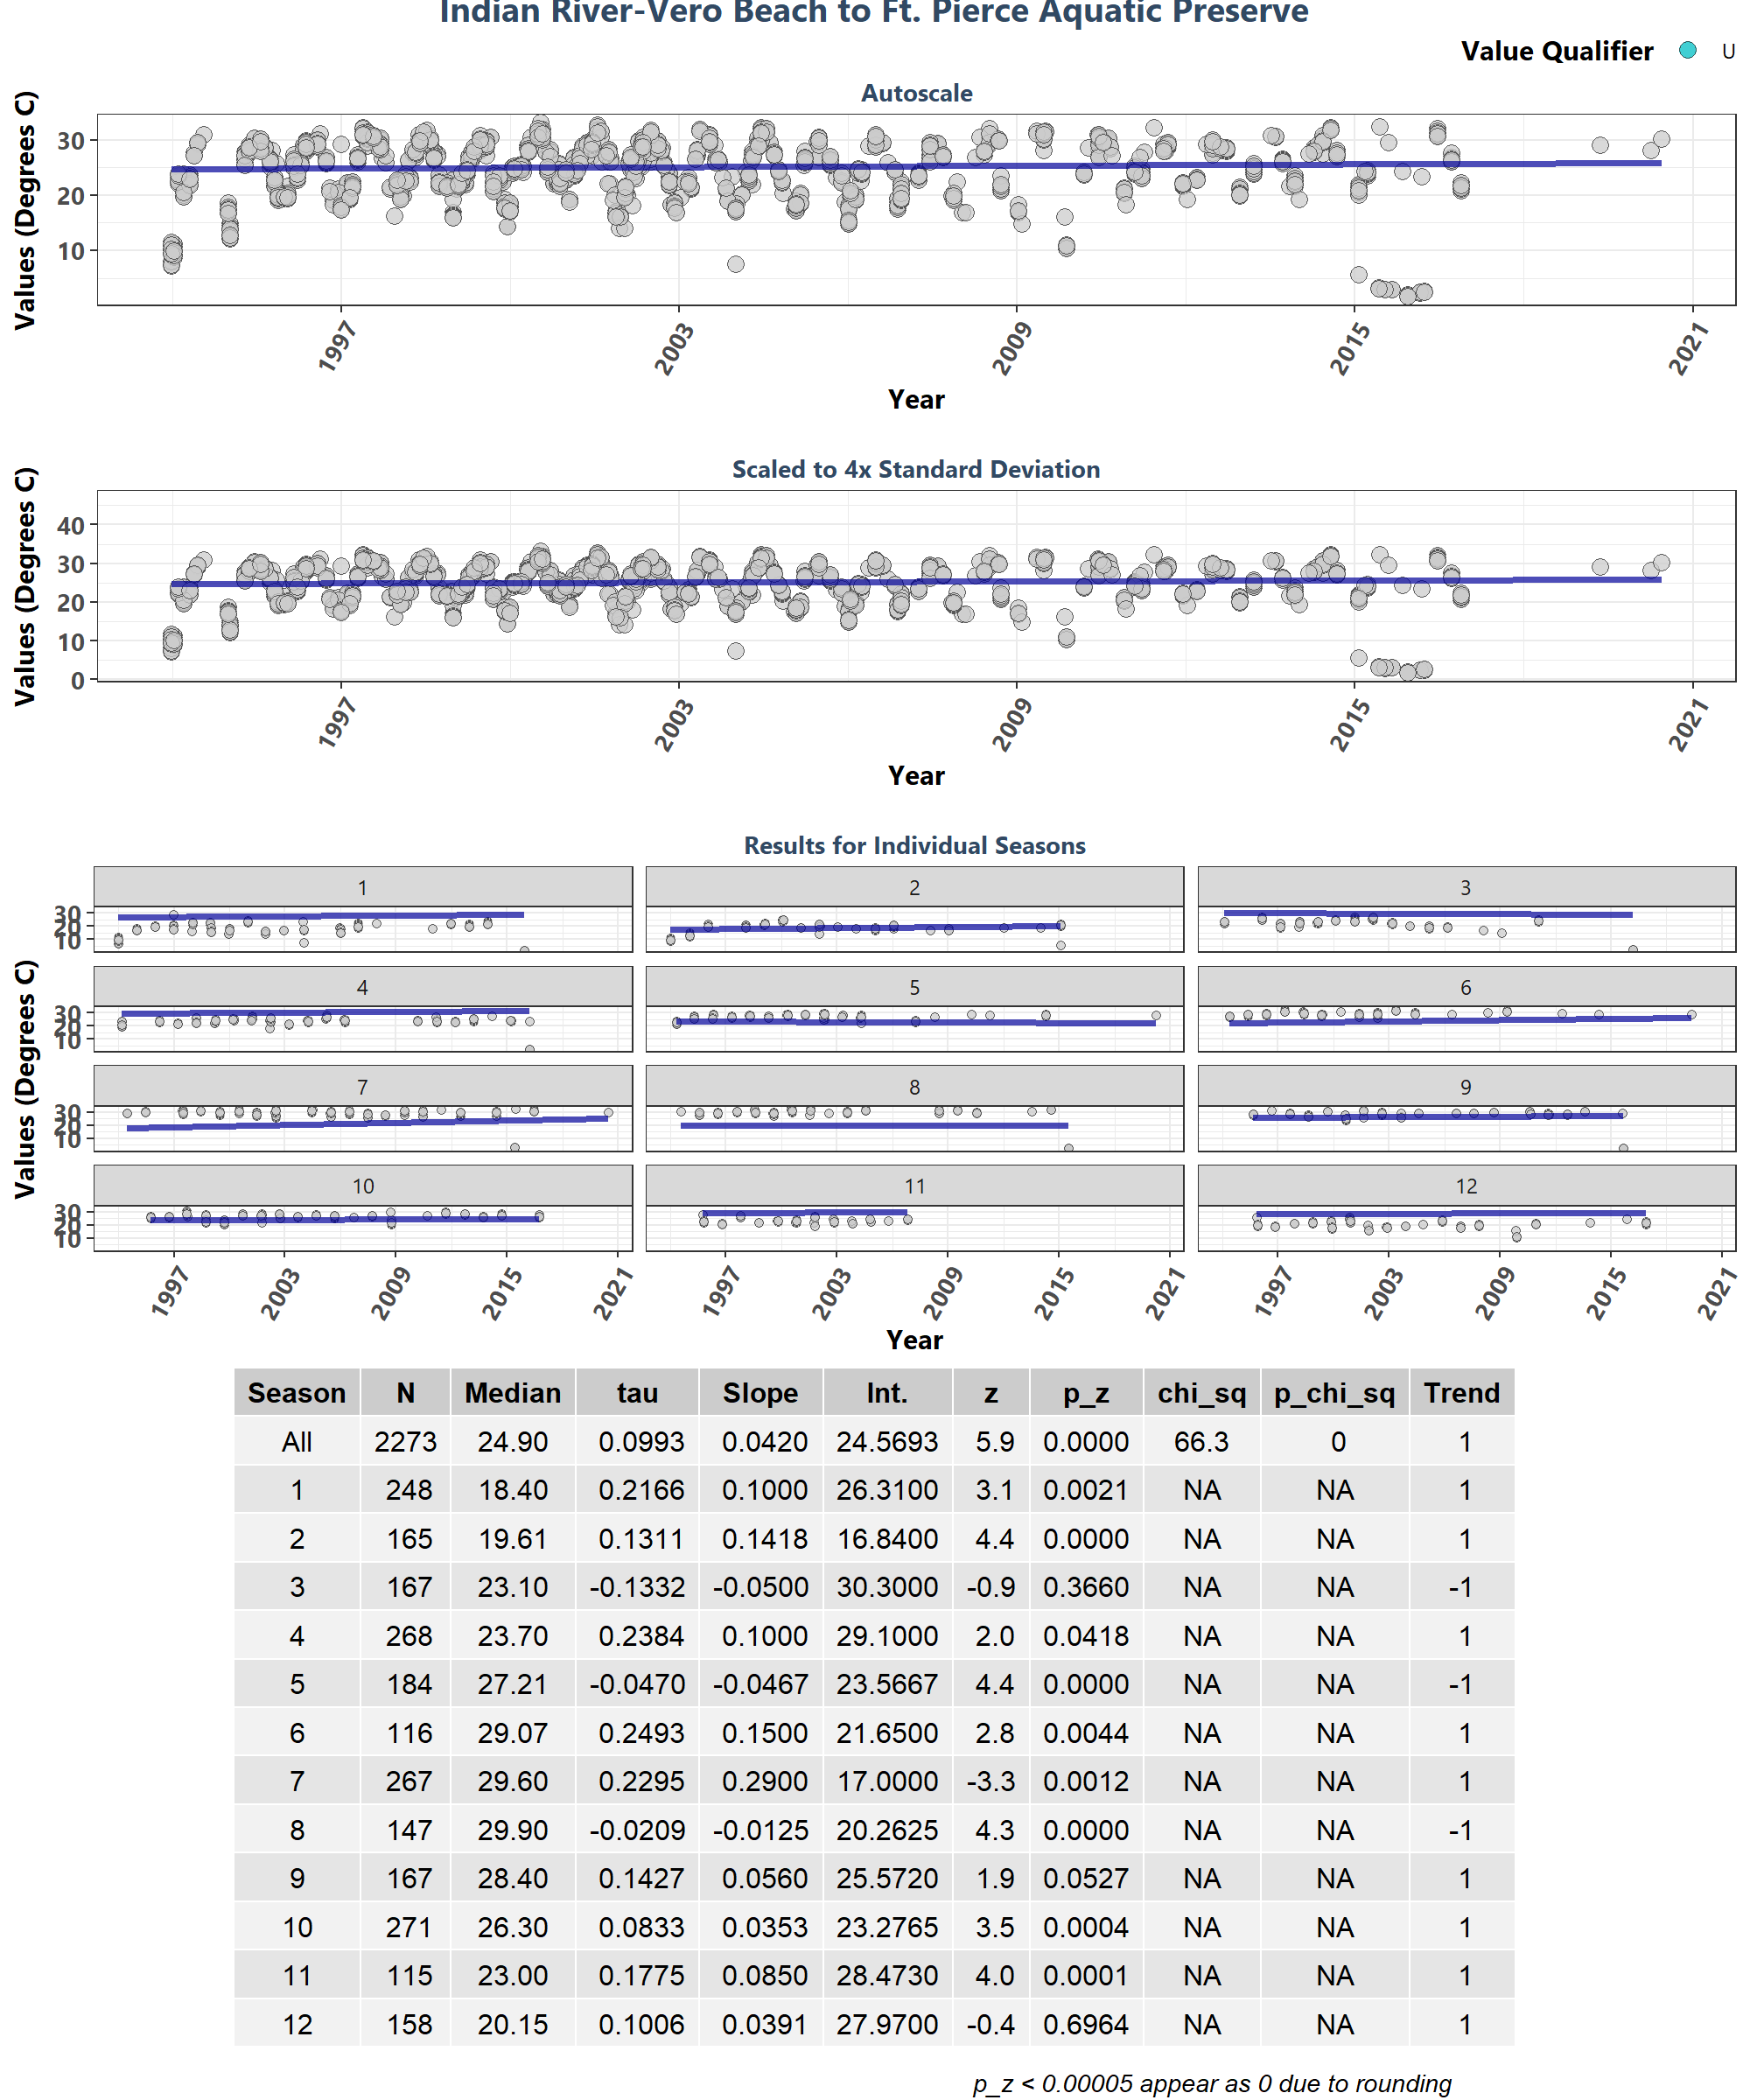 Indian River-Vero Beach to Ft. Pierce Aquatic Preserve
Value Qualifier U
Autoscale
Values (Degrees C)
30
20
10
1997 2003 2009 2015 2021
Year
Scaled to 4x Standard Deviation
Values (Degrees C)
40
30
20
10
0
1997 2003 2009 2015 2021
Year
Results for Individual Seasons
Values (Degrees C)
1 2 3
30
20
10
4 5 6
30
20
10
7 8 9
30
20
10
10 11 12
30
20
10
1997 2003 2009 2015 2021 1997 2003 2009 2015 2021 1997 2003 2009 2015 2021
Year
Season N Median tau Slope Int. z p_z chi_sq p_chi_sq Trend
All 2273 24.90 0.0993 0.0420 24.5693 5.9 0.0000 66.3 0 1
1 248 18.40 0.2166 0.1000 26.3100 3.1 0.0021 NA NA 1
2 165 19.61 0.1311 0.1418 16.8400 4.4 0.0000 NA NA 1
3 167 23.10 -0.1332 -0.0500 30.3000 -0.9 0.3660 NA NA -1
4 268 23.70 0.2384 0.1000 29.1000 2.0 0.0418 NA NA 1
5 184 27.21 -0.0470 -0.0467 23.5667 4.4 0.0000 NA NA -1
6 116 29.07 0.2493 0.1500 21.6500 2.8 0.0044 NA NA 1
7 267 29.60 0.2295 0.2900 17.0000 -3.3 0.0012 NA NA 1
8 147 29.90 -0.0209 -0.0125 20.2625 4.3 0.0000 NA NA -1
9 167 28.40 0.1427 0.0560 25.5720 1.9 0.0527 NA NA 1
10 271 26.30 0.0833 0.0353 23.2765 3.5 0.0004 NA NA 1
11 115 23.00 0.1775 0.0850 28.4730 4.0 0.0001 NA NA 1
12 158 20.15 0.1006 0.0391 27.9700 -0.4 0.6964 NA NA 1
p_z < 0.00005 appear as 0 due to rounding